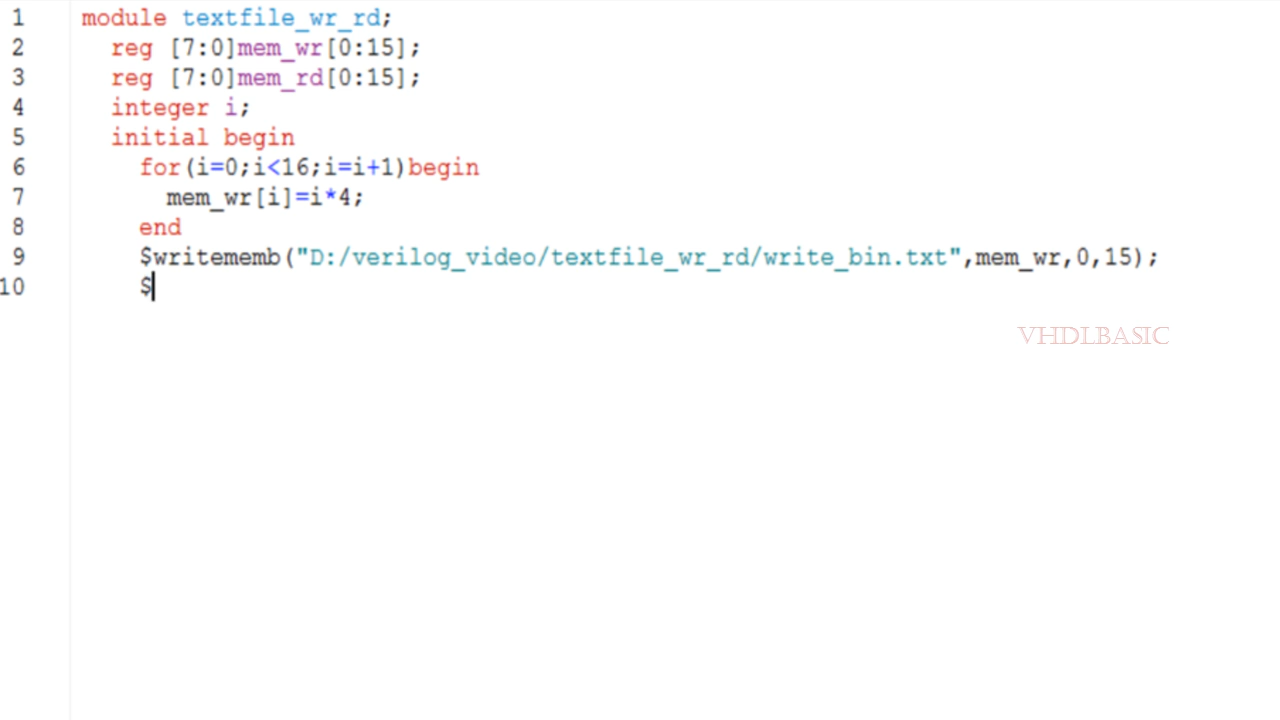 1 module textfile_wr_rd;
2 reg [7:0]mem_wr[0:15];
3 reg [7:0]mem_rd[0:15];
4 integer i;
5 initial begin
6 for(i=0;i<16;i=i+1)begin
7 mem_wr[i]=i*4;
8 end
9 $writememb("D:/verilog_video/textfile_wr_rd/write_bin.txt",mem_wr,0,15);
10 $
VHDLBASIC